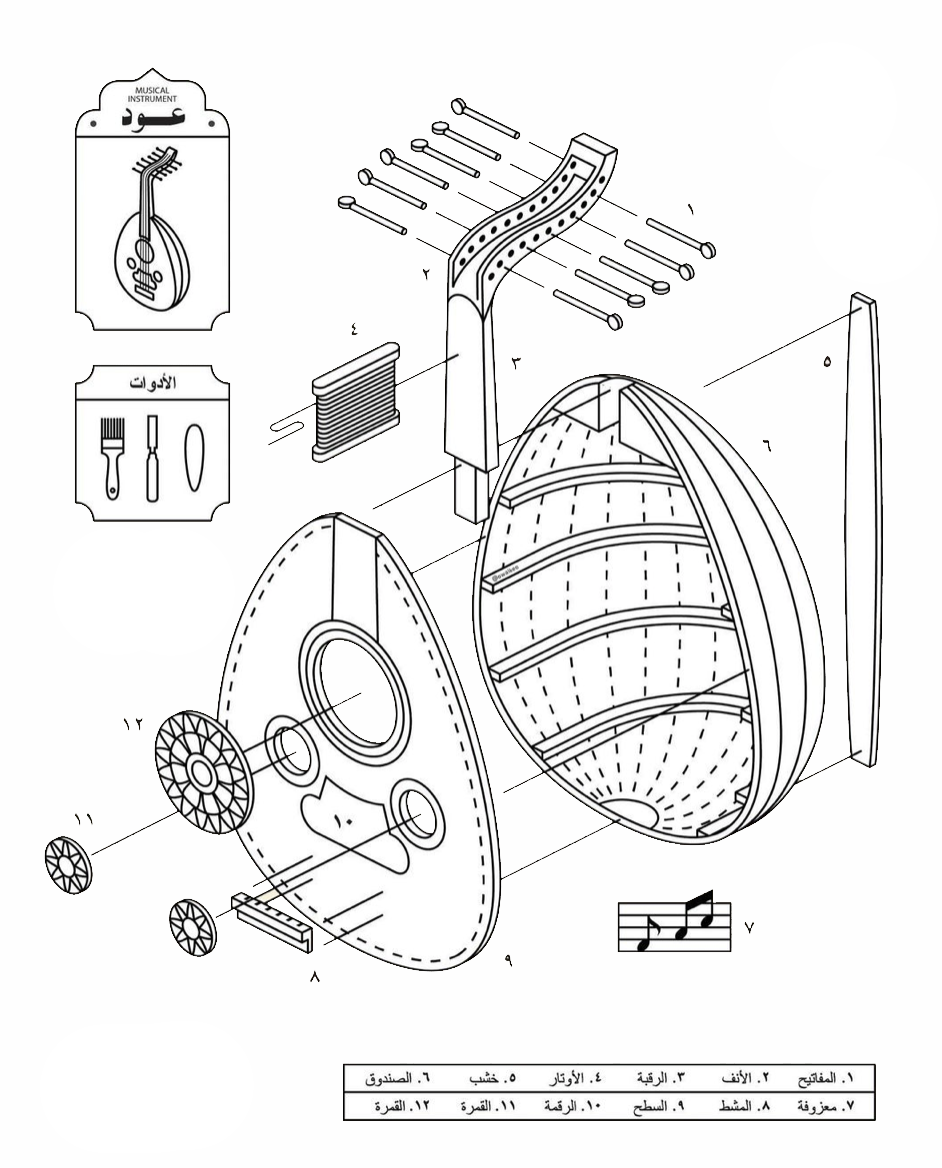 MUSICAL
INSTRUMENT
عود
الأدوات
١
٢
٣
٤
٥
٦
١٢
١١
١٠
٧
٨
٩
١. المفاتيح ٢. الأنف ٣. الرقبة ٤. الأوتار ٥. خشب ٦. الصندوق
٧. معزوفة ٨. المشط ٩. السطح ١٠. الرقمة ١١. القمرة ١٢. القمرة